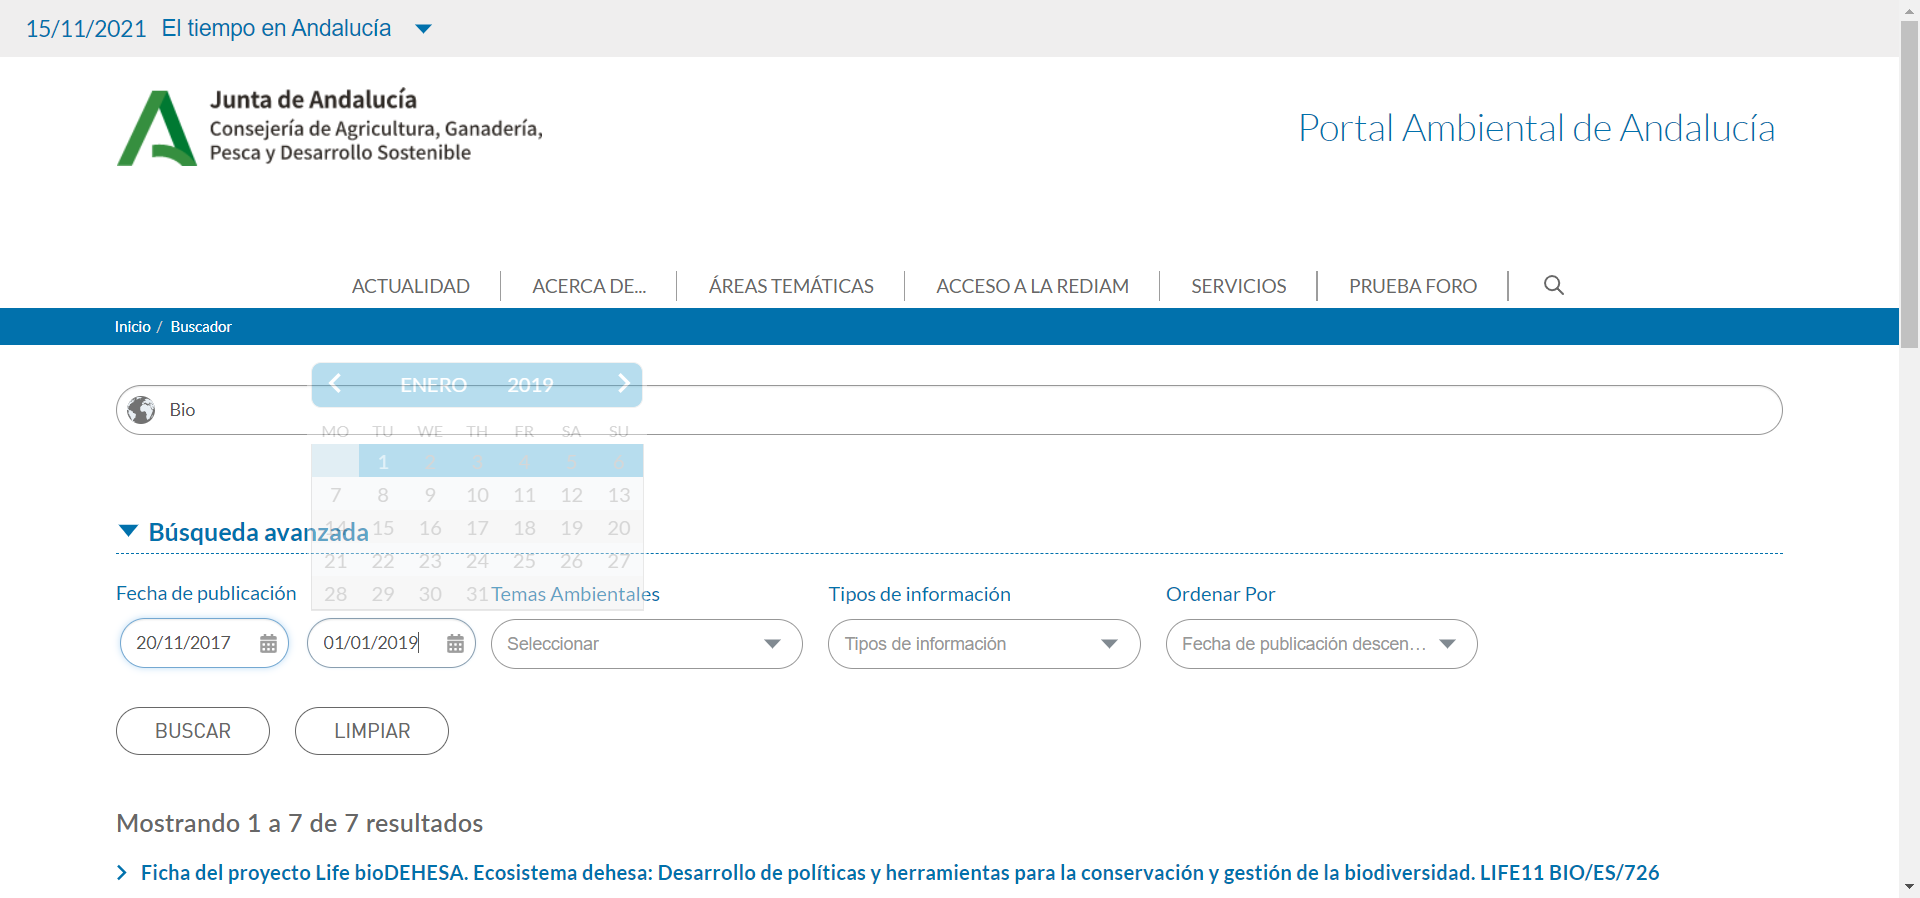 15/11/2021 El tiempo en Andalucía
Junta de Andalucía
Consejería de Agricultura, Ganadería,
Pesca y Desarrollo Sostenible
Portal Ambiental de Andalucía
ACTUALIDAD ACERCA DE... ÁREAS TEMÁTICAS ACCESO A LA REDIAM SERVICIOS PRUEBA FORO
Inicio / Buscador
ENERO 2019
Bio
MO TU WE TH FR SA SU
1 2 3 4 5 6
7 8 9 10 11 12 13
14 15 16 17 18 19 20
Búsqueda avanzada
21 22 23 24 25 26 27
28 29 30 31
Fecha de publicación Temas Ambientales Tipos de información Ordenar Por
20/11/2017 01/01/2019 Seleccionar Tipos de información Fecha de publicación descen...
BUSCAR LIMPIAR
Mostrando 1 a 7 de 7 resultados
Ficha del proyecto Life bioDEHESA. Ecosistema dehesa: Desarrollo de políticas y herramientas para la conservación y gestión de la biodiversidad. LIFE11 BIO/ES/726